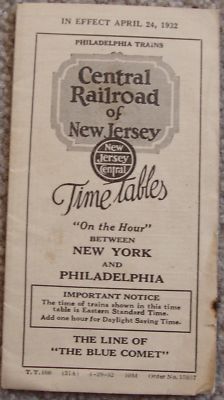 IN EFFECT APRIL 24, 1932
PHILADELPHIA TRAINS
Central
Railroad of
New Jersey
New
Jersey
Central
Time Tables
"On the Hour"
BETWEEN
NEW YORK
AND
PHILADELPHIA
IMPORTANT NOTICE
The time of trains shown in this time
table is Eastern Standard Time.
Add one hour for Daylight Saving Time.
THE LINE OF
"THE BLUE COMET"
Order No.